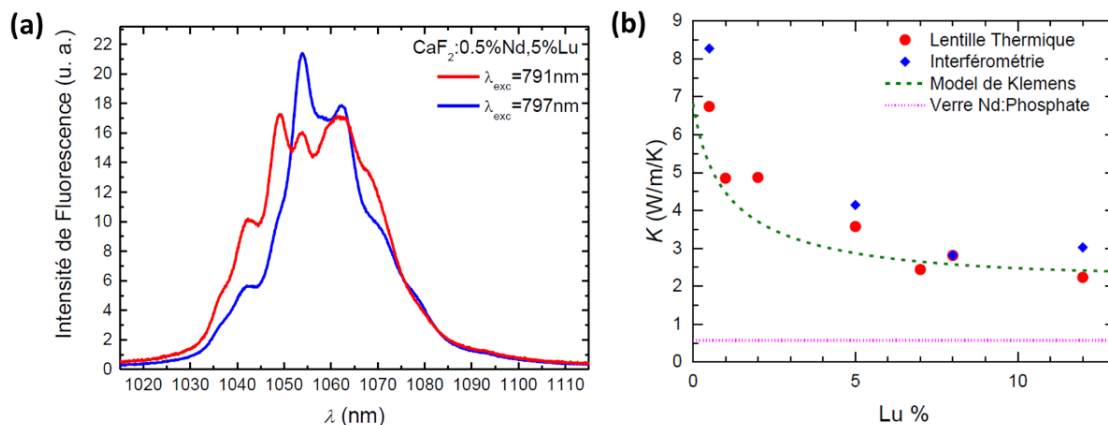 (a)
Intensité de Fluorescence (u. a.)
22
20
18
16
14
12
10
8
6
4
2
0
CaF2:0.5%Nd,5%Lu
λexc=791nm
λexc=797nm
1020 1030 1040 1050 1060 1070 1080 1090 1100 1110
λ (nm)
(b)
K (W/m/K)
9
8
7
6
5
4
3
2
1
0
Lentille Thermique
Interférométrie
Model de Klemens
Verre Nd:Phosphate
0 5 10
Lu %